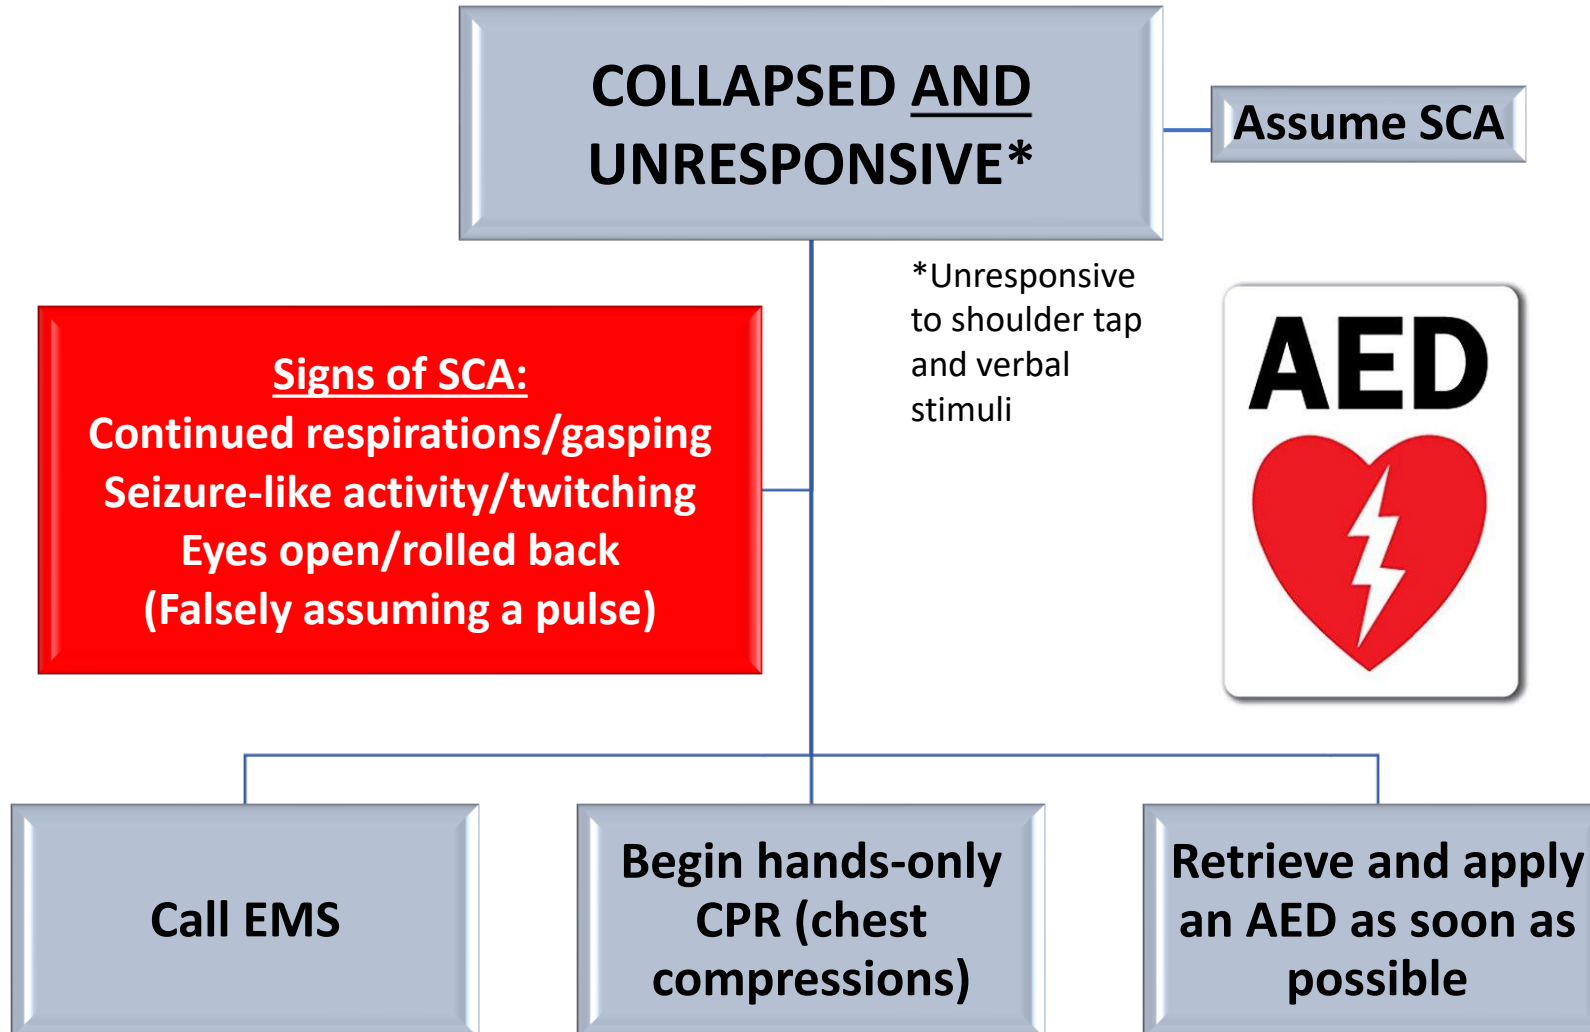 COLLAPSED AND
UNRESPONSIVE*
Assume SCA
*Unresponsive
to shoulder tap
and verbal
stimuli
Signs of SCA:
Continued respirations/gasping
Seizure-like activity/twitching
Eyes open/rolled back
(Falsely assuming a pulse)
AED
Call EMS
Begin hands-only
CPR (chest
compressions)
Retrieve and apply
an AED as soon as
possible